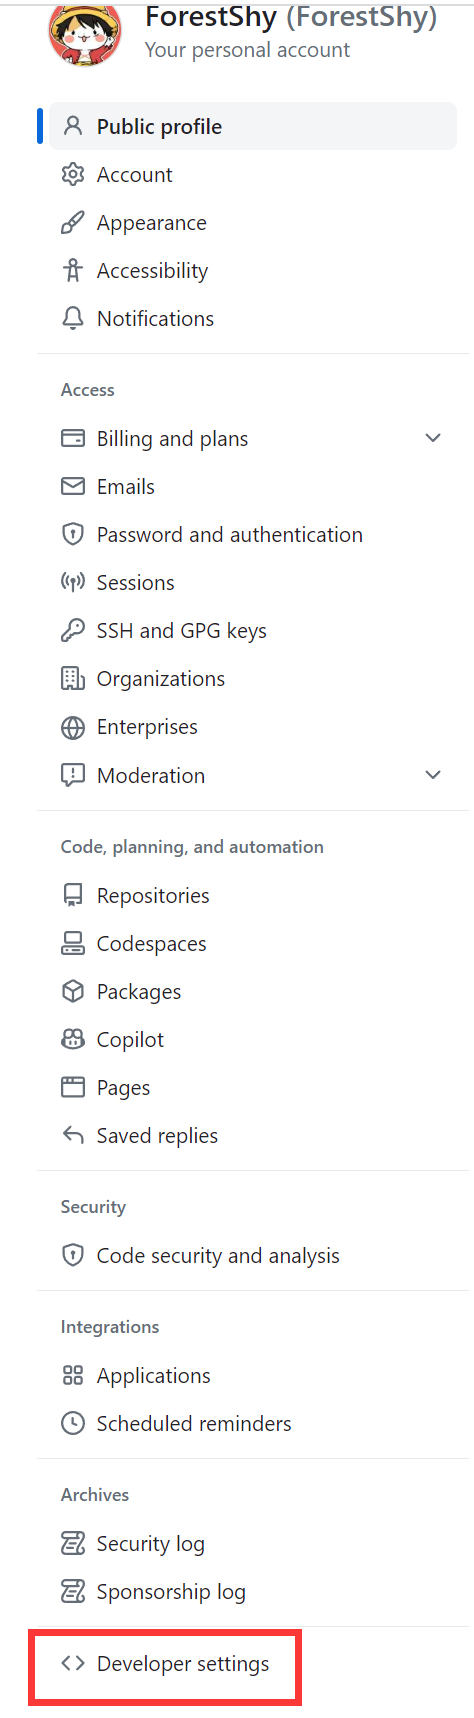 ForestShy (ForestShy)
Your personal account
Public profile
Account
Appearance
Accessibility
Notifications
Access
Billing and plans
Emails
Password and authentication
Sessions
SSH and GPG keys
Organizations
Enterprises
Moderation
Code, planning, and automation
Repositories
Codespaces
Packages
Copilot
Pages
Saved replies
Security
Code security and analysis
Integrations
Applications
Scheduled reminders
Archives
Security log
Sponsorship log
Developer settings